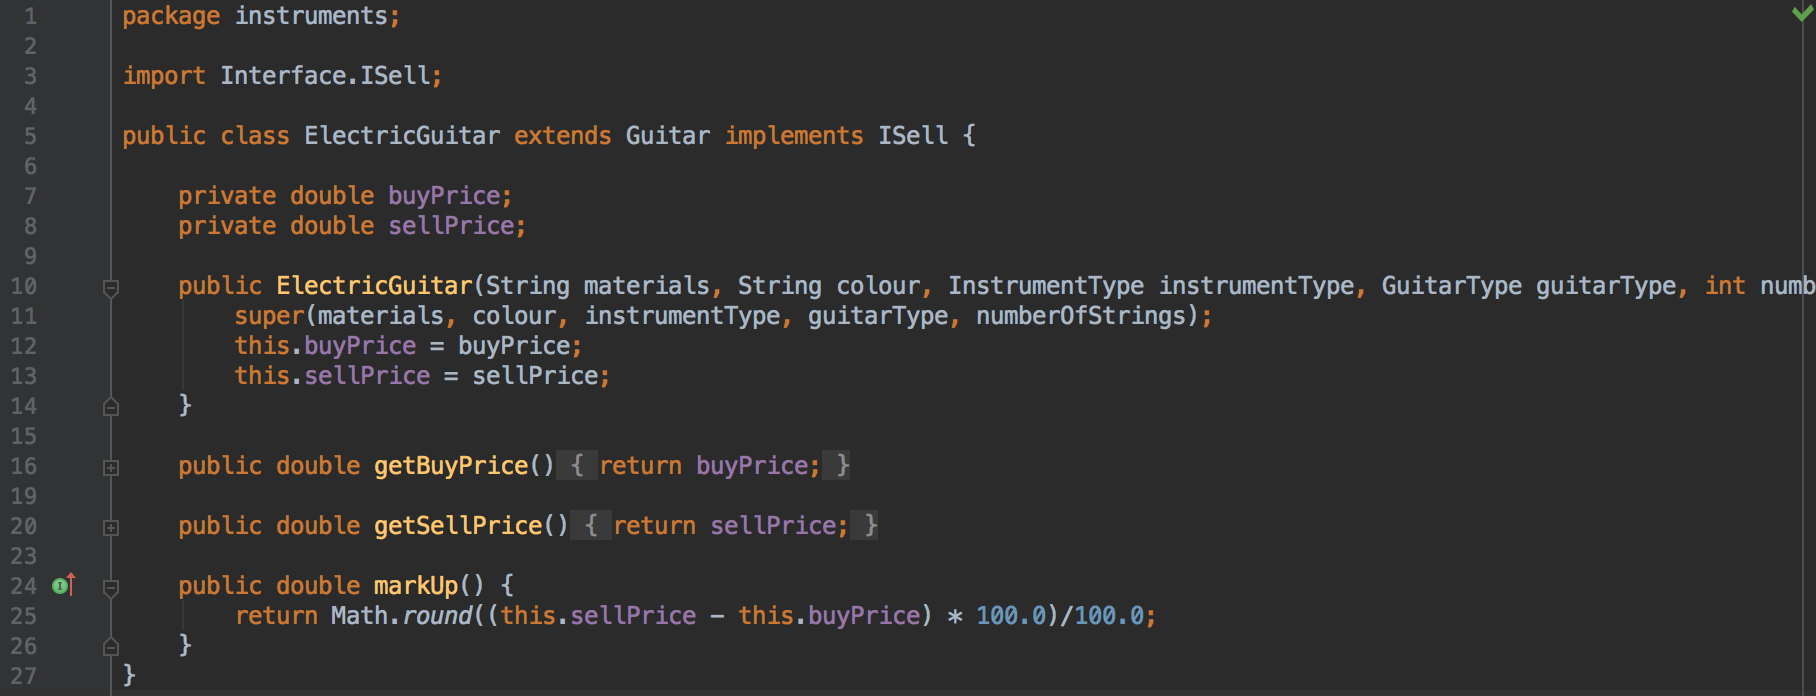 1 package instruments;
2
3 import Interface.ISell;
4
5 public class ElectricGuitar extends Guitar implements ISell {
6
7 private double buyPrice;
8 private double sellPrice;
9
10 public ElectricGuitar(String materials, String colour, InstrumentType instrumentType, GuitarType guitarType, int numb
11 super(materials, colour, instrumentType, guitarType, numberOfStrings);
12 this.buyPrice = buyPrice;
13 this.sellPrice = sellPrice;
14 }
15
16 public double getBuyPrice() { return buyPrice; }
19
20 public double getSellPrice() { return sellPrice; }
23
24 public double markUp() {
25 return Math.round((this.sellPrice - this.buyPrice) * 100.0)/100.0;
26 }
27 }